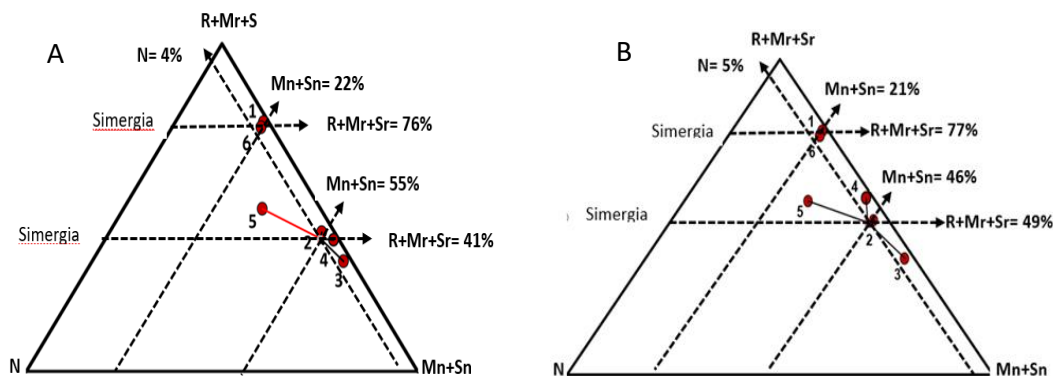 A
R+Mr+S
N= 4%
Mn+Sn= 22%
Simergia
1
R+Mr+Sr= 76%
6
Mn+Sn= 55%
5
Simergia
2
R+Mr+Sr= 41%
4
3
N
Mn+Sn
B
R+Mr+Sr
N= 5%
Mn+Sn= 21%
Simergia
1
R+Mr+Sr= 77%
6
Mn+Sn= 46%
4
5
Simergia
R+Mr+Sr= 49%
2
3
N
Mn+Sn